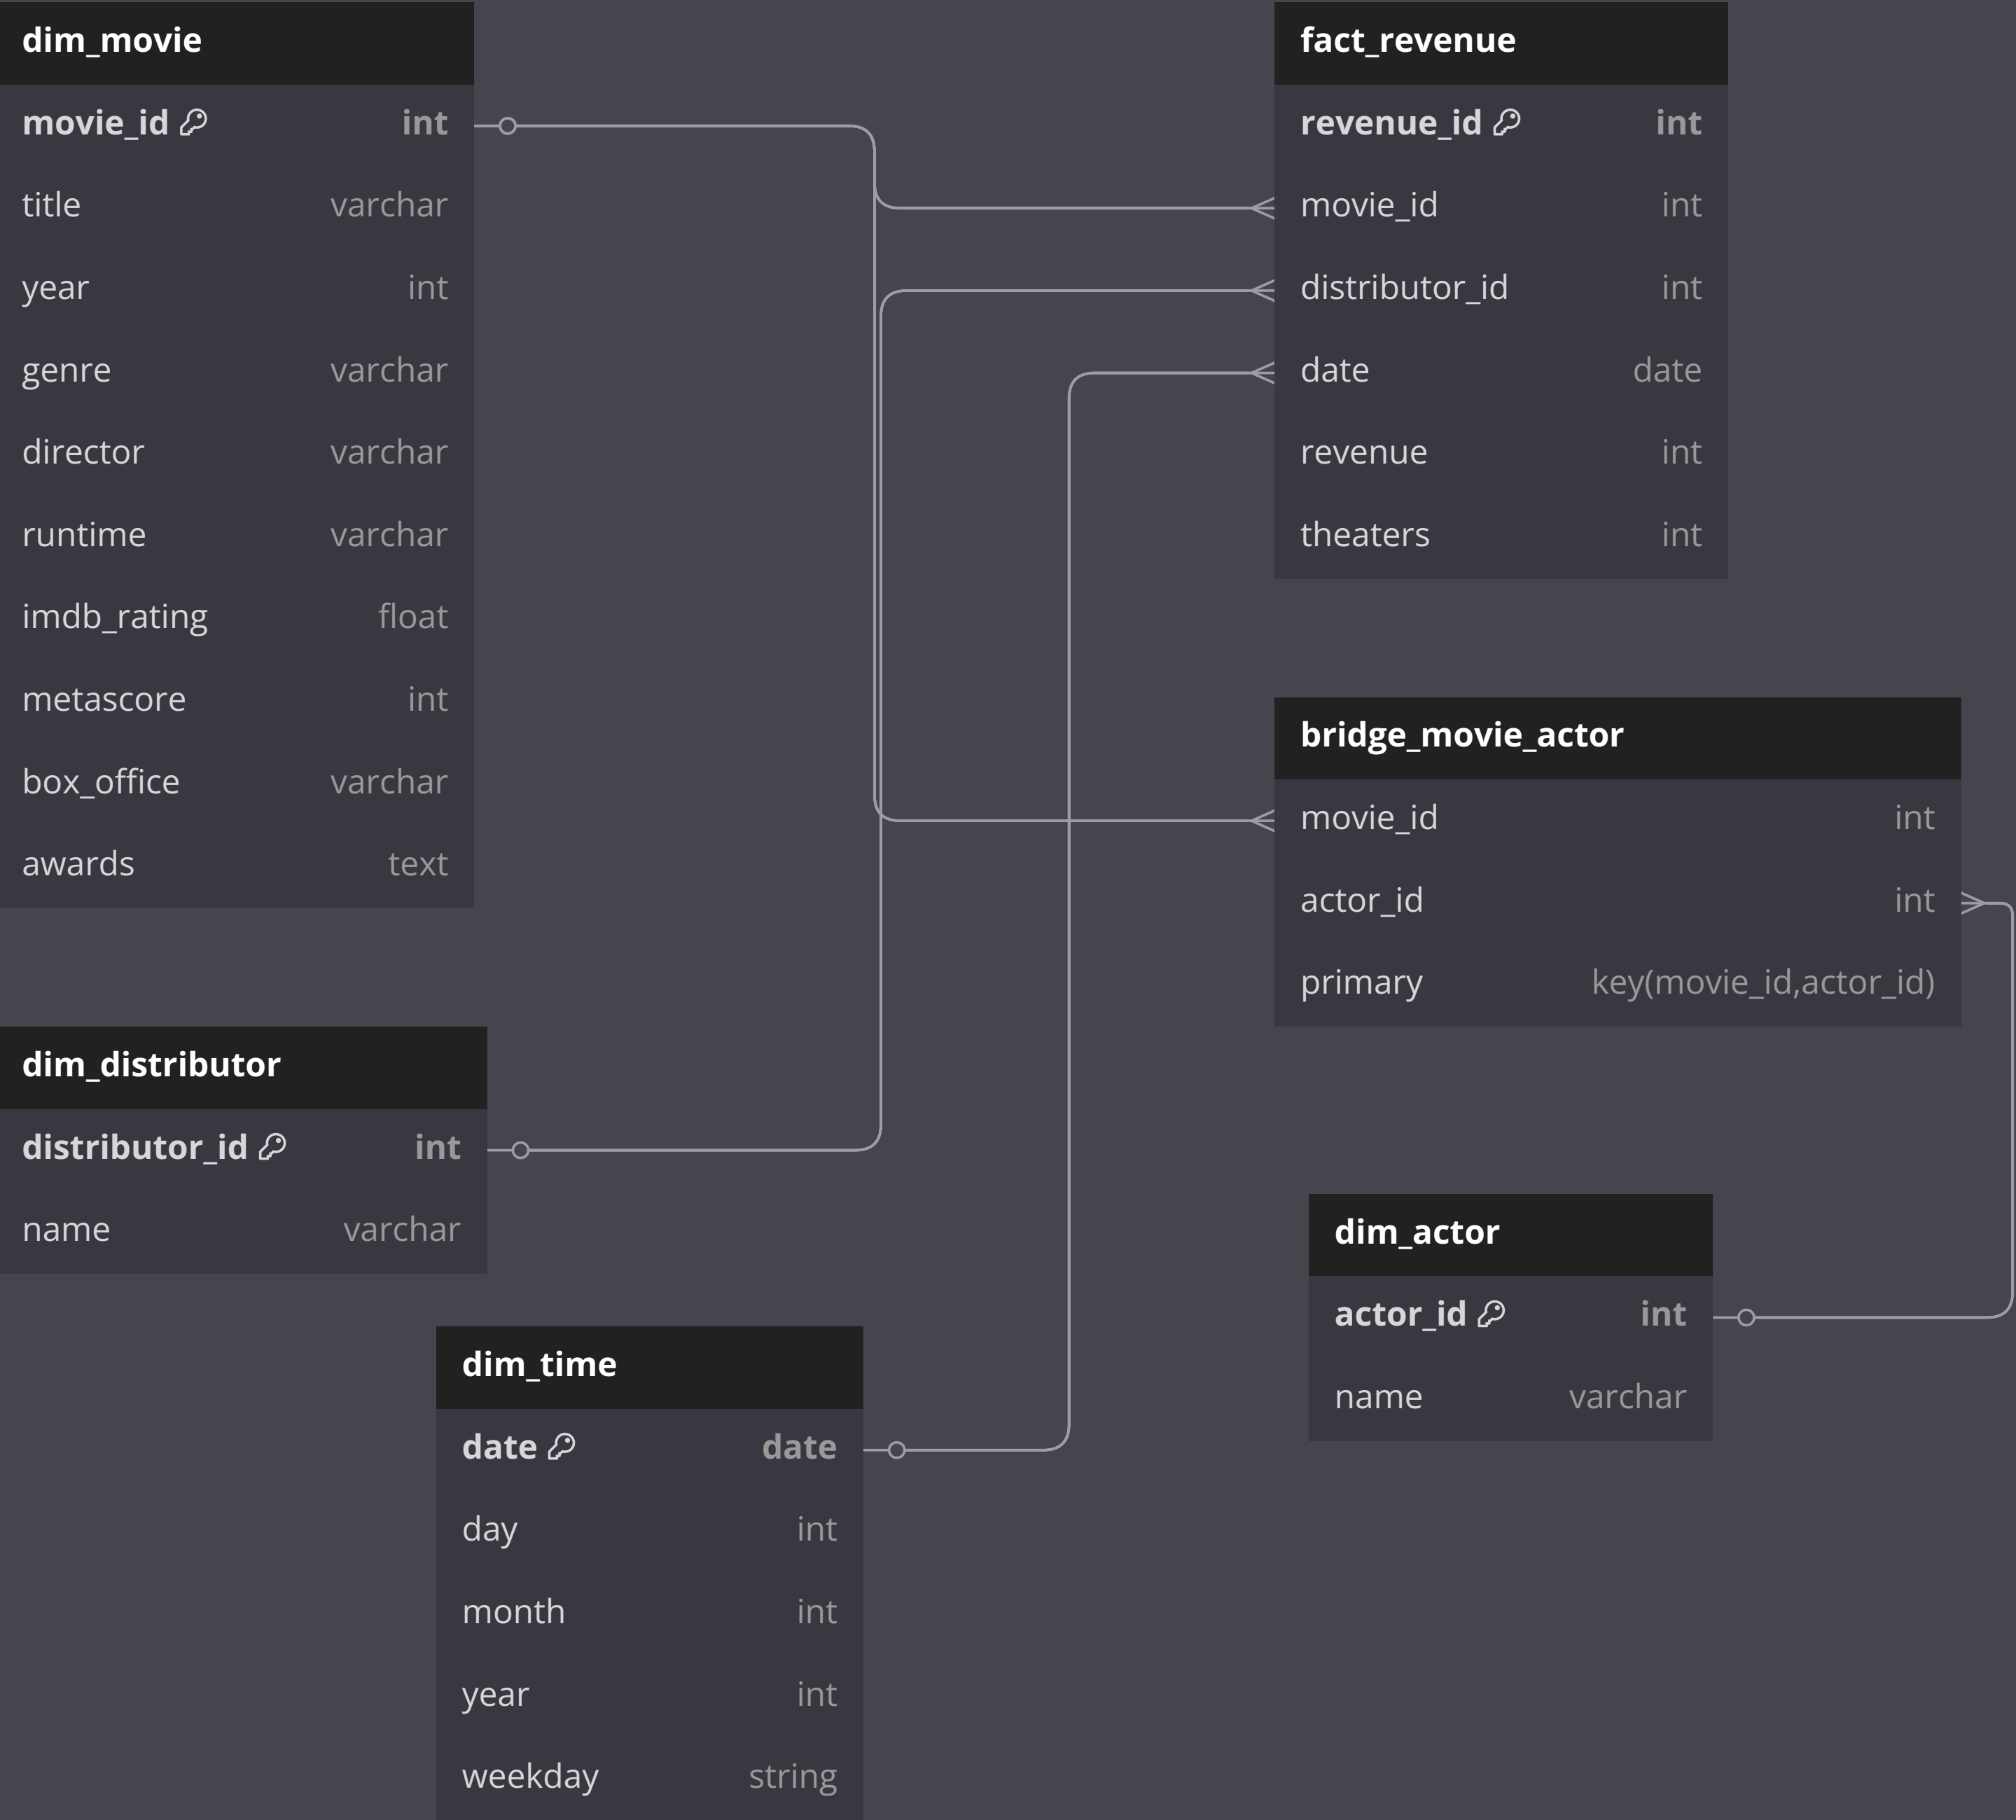 dim_movie
movie_id int
title varchar
year int
genre varchar
director varchar
runtime varchar
imdb_rating float
metascore int
box_office varchar
awards text
fact_revenue
revenue_id int
movie_id int
distributor_id int
date date
revenue int
theaters int
bridge_movie_actor
movie_id int
actor_id int
primary key(movie_id,actor_id)
dim_distributor
distributor_id int
name varchar
dim_actor
actor_id int
name varchar
dim_time
date date
day int
month int
year int
weekday string